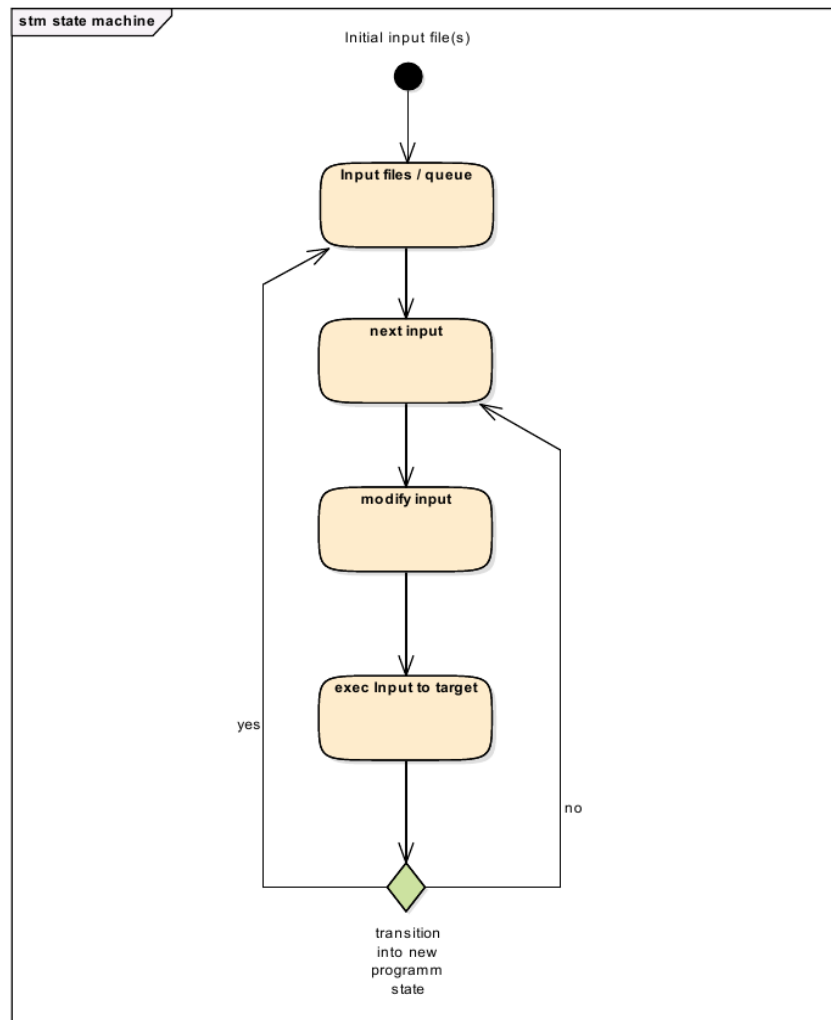 stm state machine
Initial input file(s)
Input files / queue
next input
modify input
exec Input to target
yes
no
transition
into new
programm
state